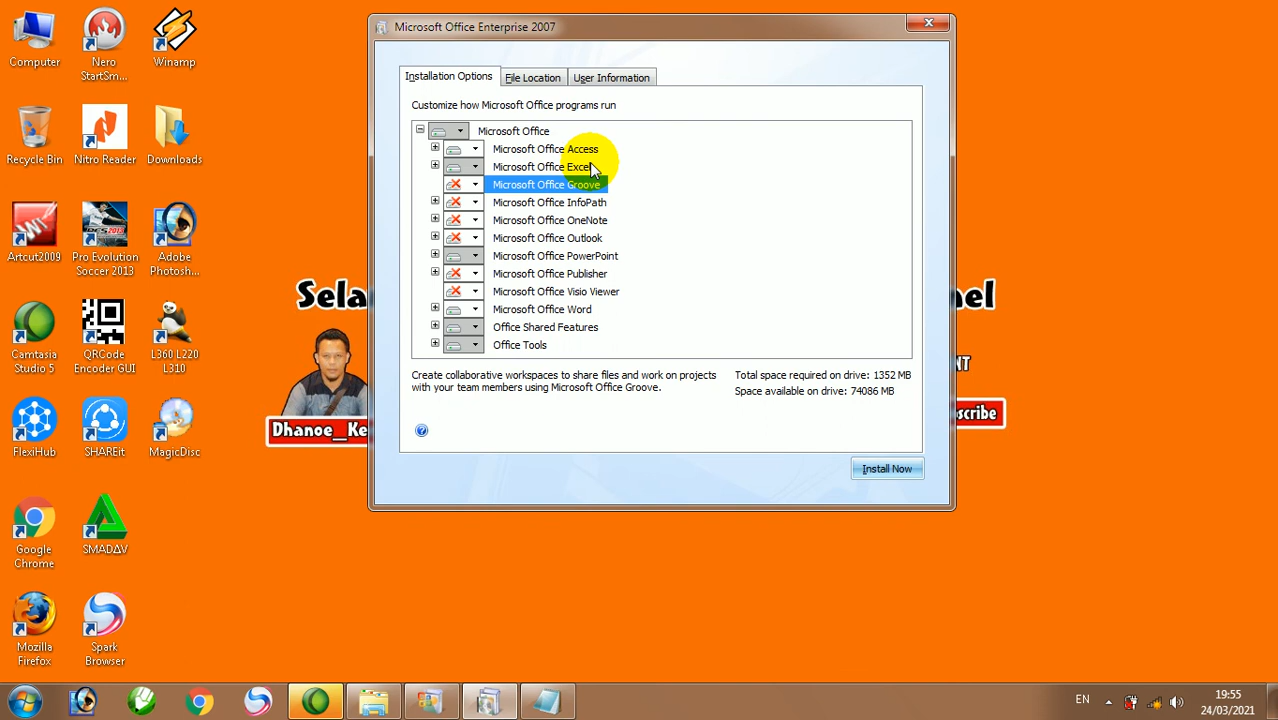 Computer
Nero
StartSm...
Winamp
Recycle Bin
Nitro Reader
Downloads
Artcut2009
Pro Evolution
Soccer 2013
Adobe
Photosh...
Camtasia
Studio 5
QRCode
Encoder GUI
L360 L220
L310
FlexiHub
SHAREit
MagicDisc
Google
Chrome
SMADΔV
Mozilla
Firefox
Spark
Browser
Sela
Dhanoe_Ke
nel
NT
scribe
Microsoft Office Enterprise 2007
Installation Options
File Location
User Information
Customize how Microsoft Office programs run
Microsoft Office
Microsoft Office Access
Microsoft Office Excel
Microsoft Office Groove
Microsoft Office InfoPath
Microsoft Office OneNote
Microsoft Office Outlook
Microsoft Office PowerPoint
Microsoft Office Publisher
Microsoft Office Visio Viewer
Microsoft Office Word
Office Shared Features
Office Tools
Create collaborative workspaces to share files and work on projects
with your team members using Microsoft Office Groove.
Total space required on drive: 1352 MB
Space available on drive: 74086 MB
Install Now
EN
19:55
24/03/2021